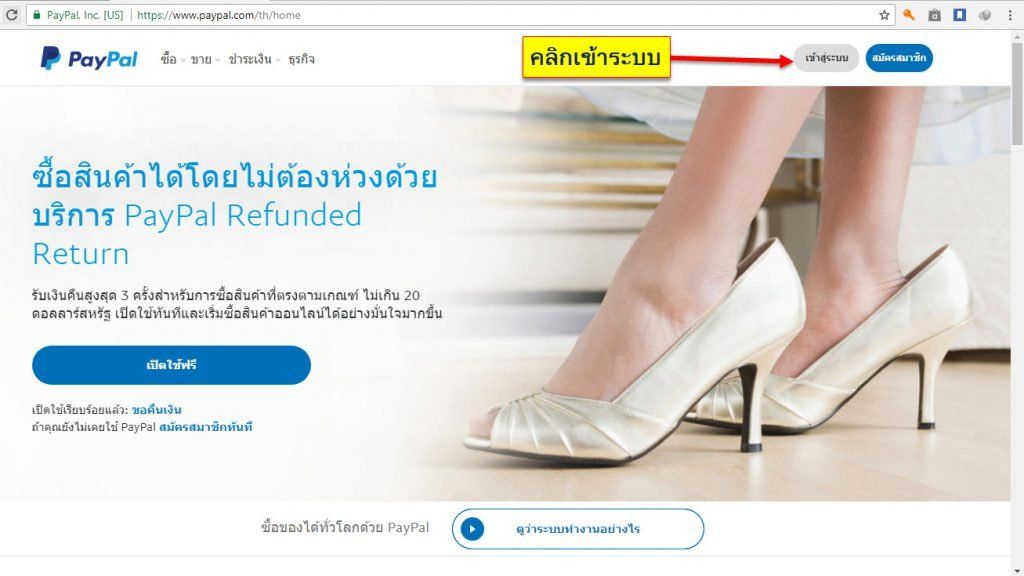 PayPal, Inc. [US] https://www.paypal.com/th/home
PayPal ซื้อ ขาย ชำระเงิน ธุรกิจ คลิกเข้าระบบ เข้าสู่ระบบ สมัครสมาชิก
ซื้อสินค้าได้โดยไม่ต้องห่วงด้วย
บริการ PayPal Refunded
Return
รับเงินคืนสูงสุด 3 ครั้งสำหรับการซื้อสินค้าที่ตรงตามเกณฑ์ ไม่เกิน 20
ดอลลาร์สหรัฐ เปิดใช้ทันทีและเริ่มซื้อสินค้าออนไลน์ได้อย่างมั่นใจมากขึ้น
เปิดใช้ฟรี
เปิดใช้เรียบร้อยแล้ว: ขอคืนเงิน
ถ้าคุณยังไม่เคยใช้ PayPal สมัครสมาชิกทันที
ซื้อของได้ทั่วโลกด้วย PayPal ดูว่าระบบทำงานอย่างไร